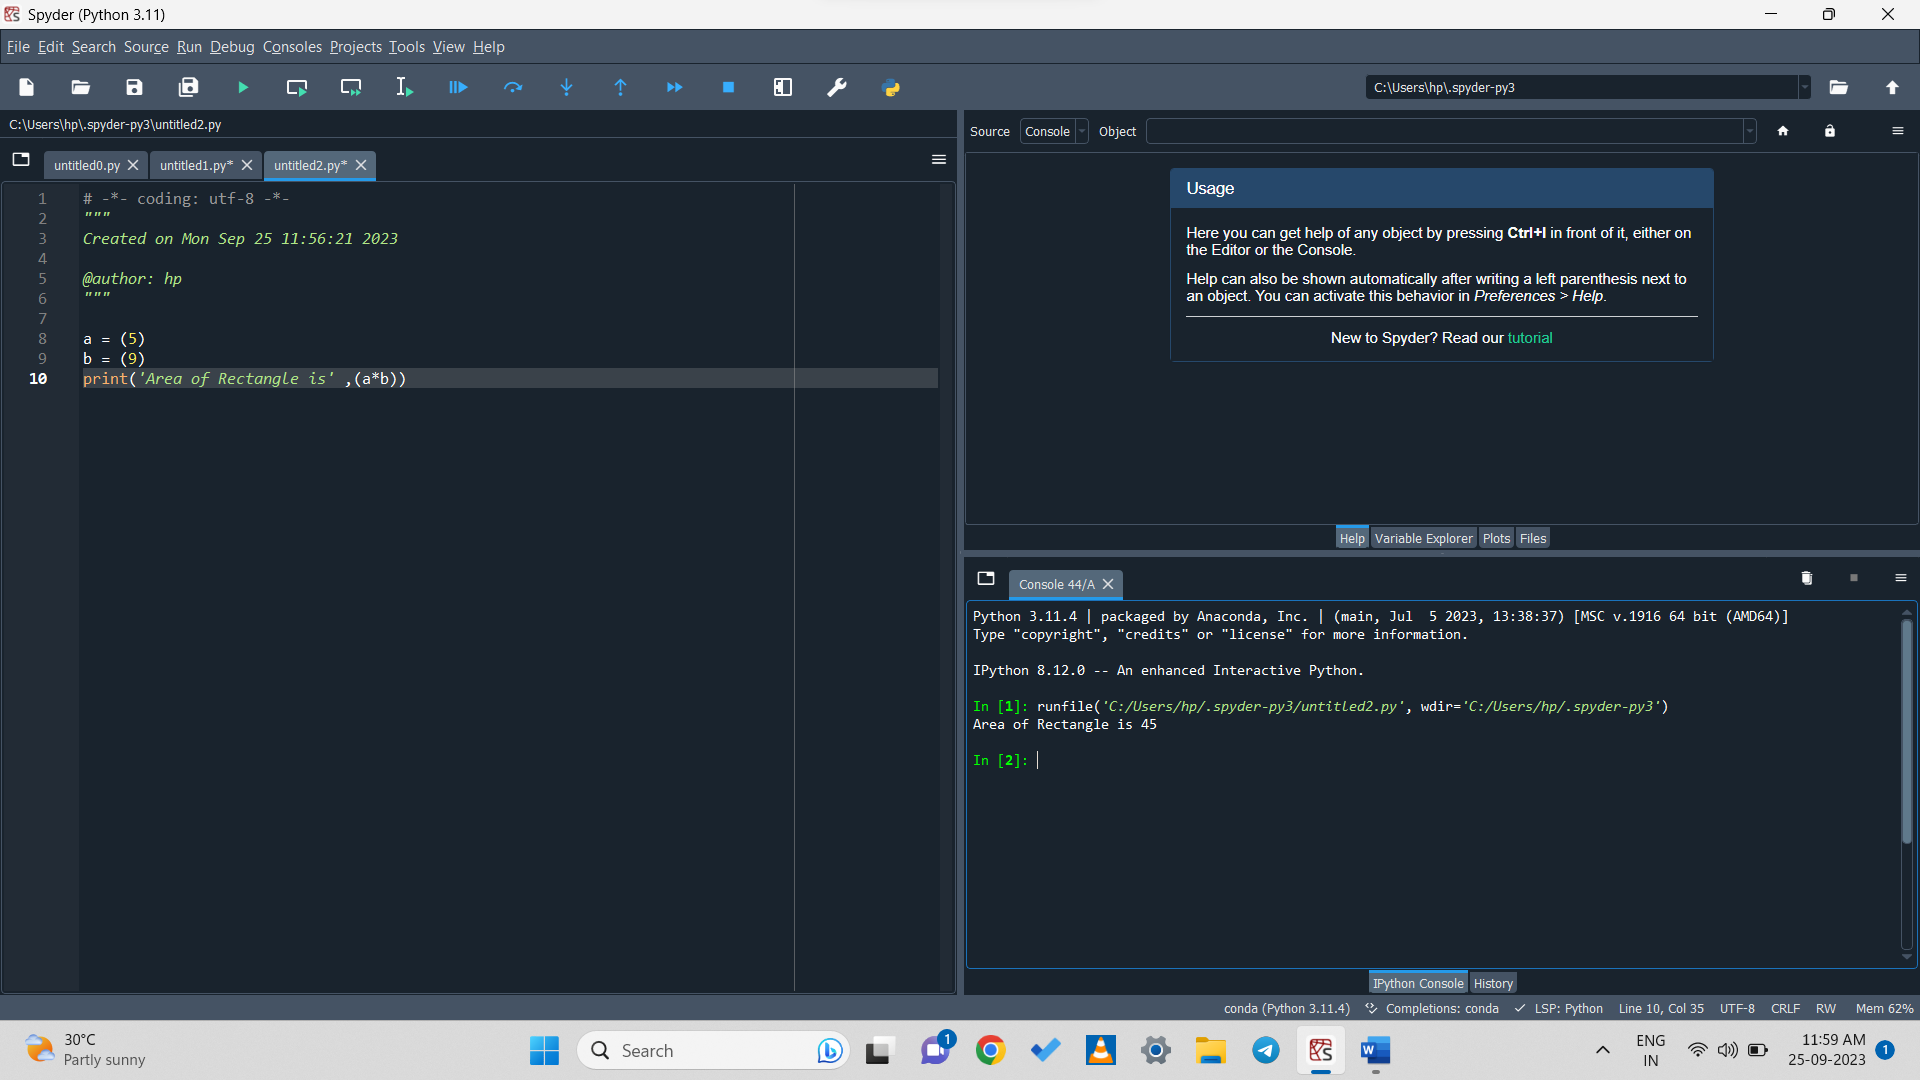 Spyder (Python 3.11)
File Edit Search Source Run Debug Consoles Projects Tools View Help
C:\Users\hp\.spyder-py3
C:\Users\hp\.spyder-py3\untitled2.py
untitled0.py untitled1.py* untitled2.py*
1 # -*- coding: utf-8 -*-
2 """
3 Created on Mon Sep 25 11:56:21 2023
4
5 @author: hp
6 """
7
8 a = (5)
9 b = (9)
10 print('Area of Rectangle is' ,(a*b))
Source Console Object
Usage
Here you can get help of any object by pressing Ctrl+I in front of it, either on
the Editor or the Console.
Help can also be shown automatically after writing a left parenthesis next to
an object. You can activate this behavior in Preferences > Help.
New to Spyder? Read our tutorial
Help Variable Explorer Plots Files
Console 44/A
Python 3.11.4 | packaged by Anaconda, Inc. | (main, Jul  5 2023, 13:38:37) [MSC v.1916 64 bit (AMD64)]
Type "copyright", "credits" or "license" for more information.
IPython 8.12.0 -- An enhanced Interactive Python.
In [1]: runfile('C:/Users/hp/.spyder-py3/untitled2.py', wdir='C:/Users/hp/.spyder-py3')
Area of Rectangle is 45
In [2]:
IPython Console History
conda (Python 3.11.4) Completions: conda LSP: Python Line 10, Col 35 UTF-8 CRLF RW Mem 62%
30°C
Partly sunny
Search
1
W
ENG
IN
11:59 AM
25-09-2023
1